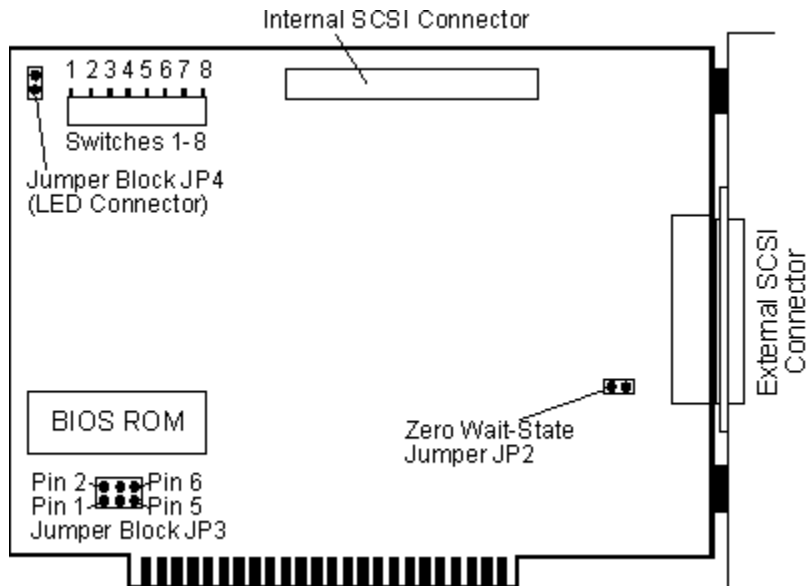 Internal SCSI Connector
1 2 3 4 5 6 7 8
Switches 1-8
Jumper Block JP4
(LED Connector)
External SCSI
Connector
BIOS ROM
Zero Wait-State
Jumper JP2
Pin 2 Pin 6
Pin 1 Pin 5
Jumper Block JP3